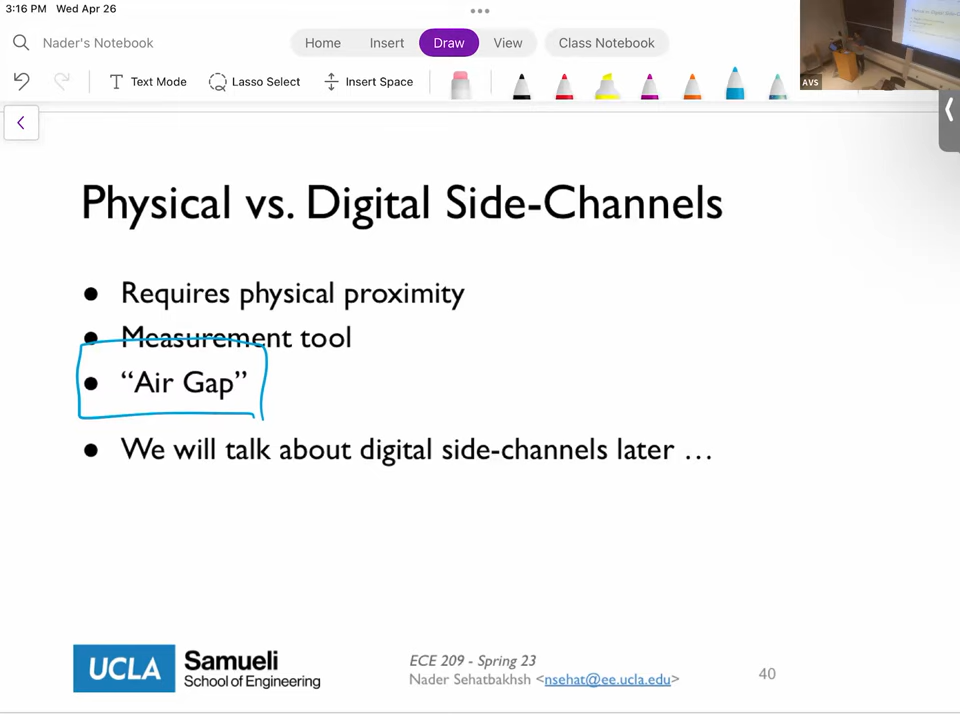 3:16 PM Wed Apr 26
Nader's Notebook
Home Insert Draw View Class Notebook
Text Mode Lasso Select Insert Space
AVS
Physical vs. Digital Side-Channels
● Requires physical proximity
● Measurement tool
● “Air Gap”
● We will talk about digital side-channels later …
UCLA Samueli
School of Engineering
ECE 209 - Spring 23
Nader Sehatbakhsh <nsehat@ee.ucla.edu>
40